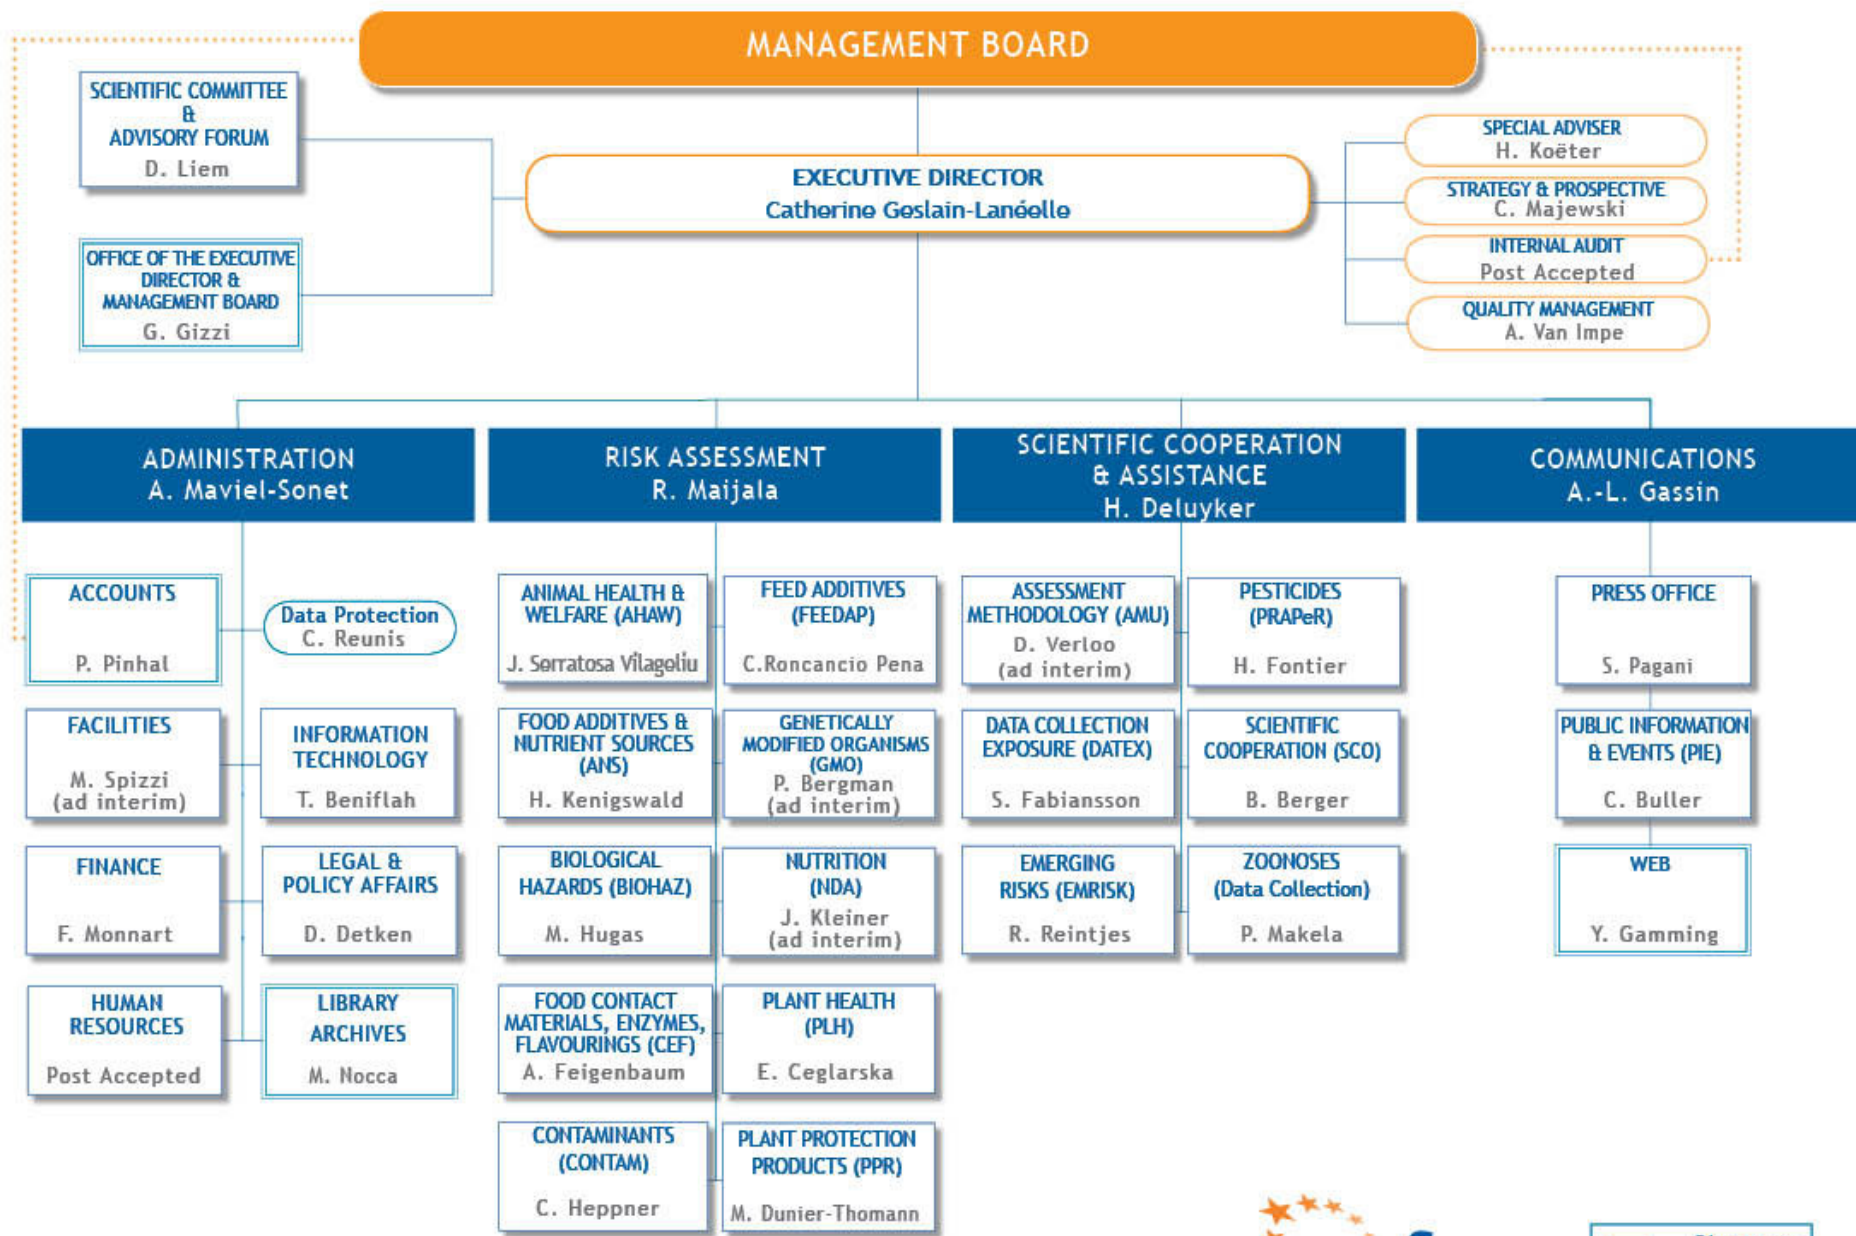 MANAGEMENT BOARD
SCIENTIFIC COMMITTEE
&
ADVISORY FORUM
D. Liem
EXECUTIVE DIRECTOR
Catherine Geslain-Lanéelle
SPECIAL ADVISER
H. Koëter
STRATEGY & PROSPECTIVE
C. Majewski
INTERNAL AUDIT
Post Accepted
QUALITY MANAGEMENT
A. Van Impe
OFFICE OF THE EXECUTIVE
DIRECTOR &
MANAGEMENT BOARD
G. Gizzi
ADMINISTRATION
A. Maviel-Sonet
RISK ASSESSMENT
R. Maijala
SCIENTIFIC COOPERATION
& ASSISTANCE
H. Deluyker
COMMUNICATIONS
A.-L. Gassin
ACCOUNTS
P. Pinhal
Data Protection
C. Reunis
FACILITIES
M. Spizzi
(ad interim)
INFORMATION
TECHNOLOGY
T. Beniflah
FINANCE
F. Monnart
LEGAL &
POLICY AFFAIRS
D. Detken
HUMAN
RESOURCES
Post Accepted
LIBRARY
ARCHIVES
M. Nocca
ANIMAL HEALTH &
WELFARE (AHAW)
J. Serratosa Vilageliu
FEED ADDITIVES
(FEEDAP)
C.Roncancio Pena
FOOD ADDITIVES &
NUTRIENT SOURCES
(ANS)
H. Kenigswald
GENETICALLY
MODIFIED ORGANISMS
(GMO)
P. Bergman
(ad interim)
BIOLOGICAL
HAZARDS (BIOHAZ)
M. Hugas
NUTRITION
(NDA)
J. Kleiner
(ad interim)
FOOD CONTACT
MATERIALS, ENZYMES,
FLAVOURINGS (CEF)
A. Feigenbaum
PLANT HEALTH
(PLH)
E. Ceglarska
CONTAMINANTS
(CONTAM)
C. Heppner
PLANT PROTECTION
PRODUCTS (PPR)
M. Dunier-Thomann
ASSESSMENT
METHODOLOGY (AMU)
D. Verloo
(ad interim)
PESTICIDES
(PRAPeR)
H. Fontier
DATA COLLECTION
EXPOSURE (DATEX)
S. Fabiansson
SCIENTIFIC
COOPERATION (SCO)
B. Berger
EMERGING
RISKS (EMRISK)
R. Reintjes
ZOONOSES
(Data Collection)
P. Makela
PRESS OFFICE
S. Pagani
PUBLIC INFORMATION
& EVENTS (PIE)
C. Buller
WEB
Y. Gamming